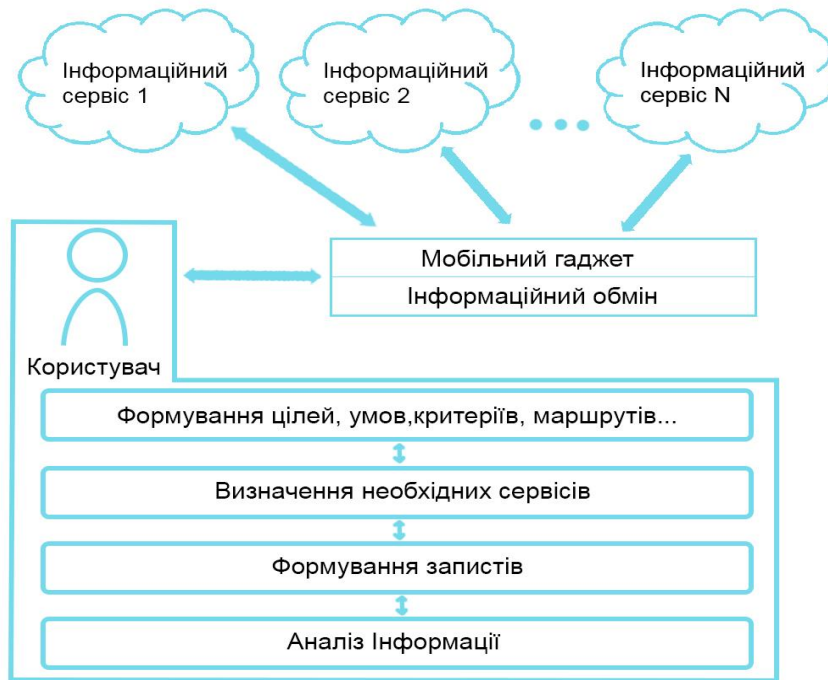 Інформаційний
сервіс 1
Інформаційний
сервіс 2
Інформаційний
сервіс N
Мобільний гаджет
Інформаційний обмін
Користувач
Формування цілей, умов,критеріїв, маршрутів...
Визначення необхідних сервісів
Формування запистів
Аналіз Інформації